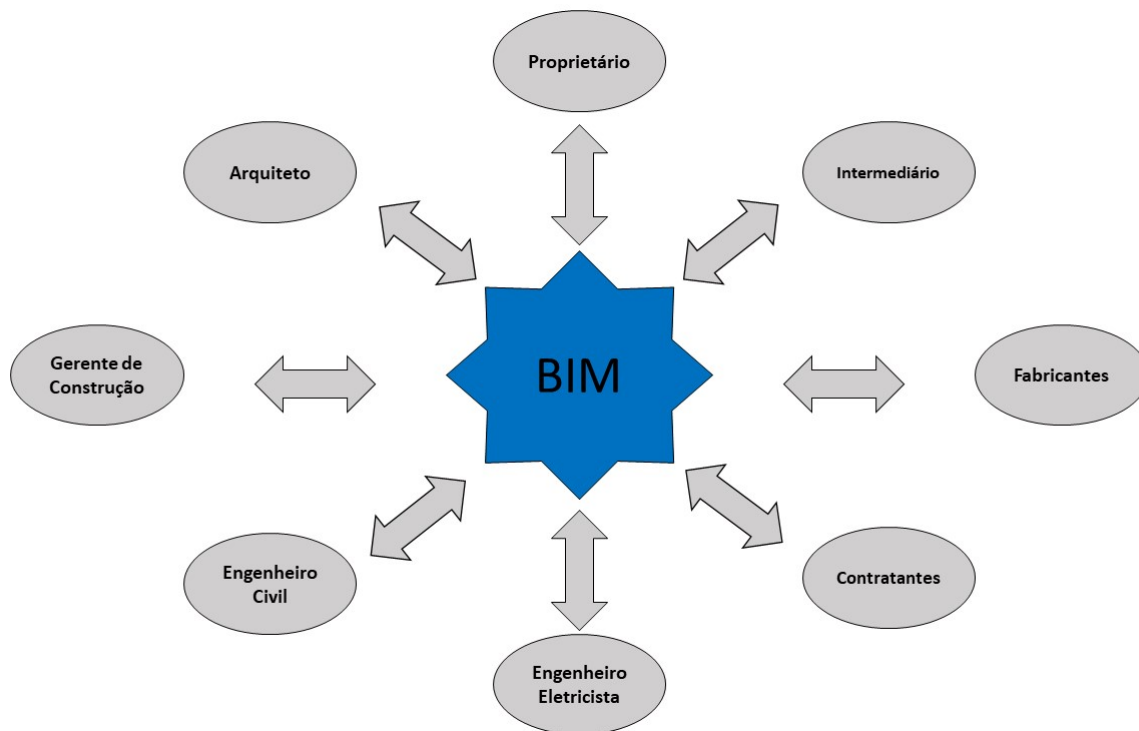 Proprietário
Arquiteto
Intermediário
Gerente de
Construção
BIM
Fabricantes
Engenheiro
Civil
Contratantes
Engenheiro
Eletricista